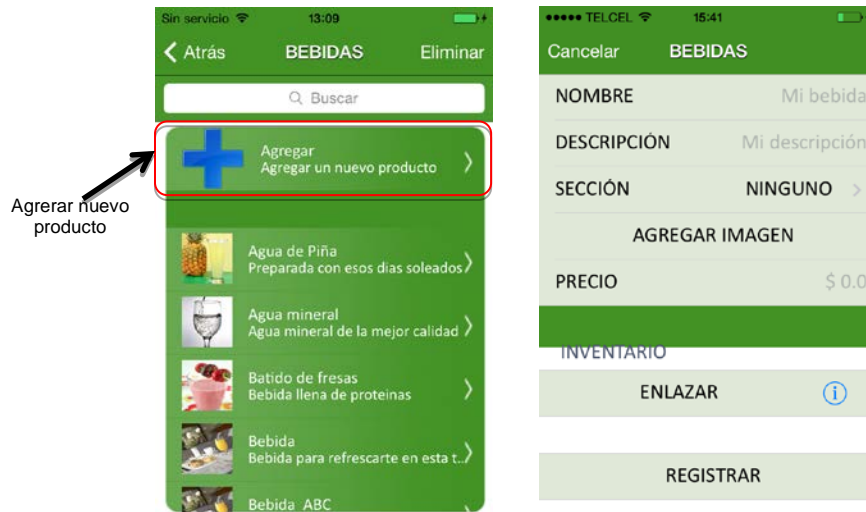 Sin servicio 13:09
Atrás BEBIDAS Eliminar
Buscar
Agregar
Agregar un nuevo producto
Agrerar nuevo
producto
Agua de Piña
Preparada con esos dias soleados
Agua mineral
Agua mineral de la mejor calidad
Batido de fresas
Bebida llena de proteinas
Bebida
Bebida para refrescarte en esta t...
Bebida ABC
TELCEL 15:41
Cancelar BEBIDAS
NOMBRE Mi bebida
DESCRIPCIÓN Mi descripción
SECCIÓN NINGUNO
AGREGAR IMAGEN
PRECIO $ 0.0
INVENTARIO
ENLAZAR
REGISTRAR